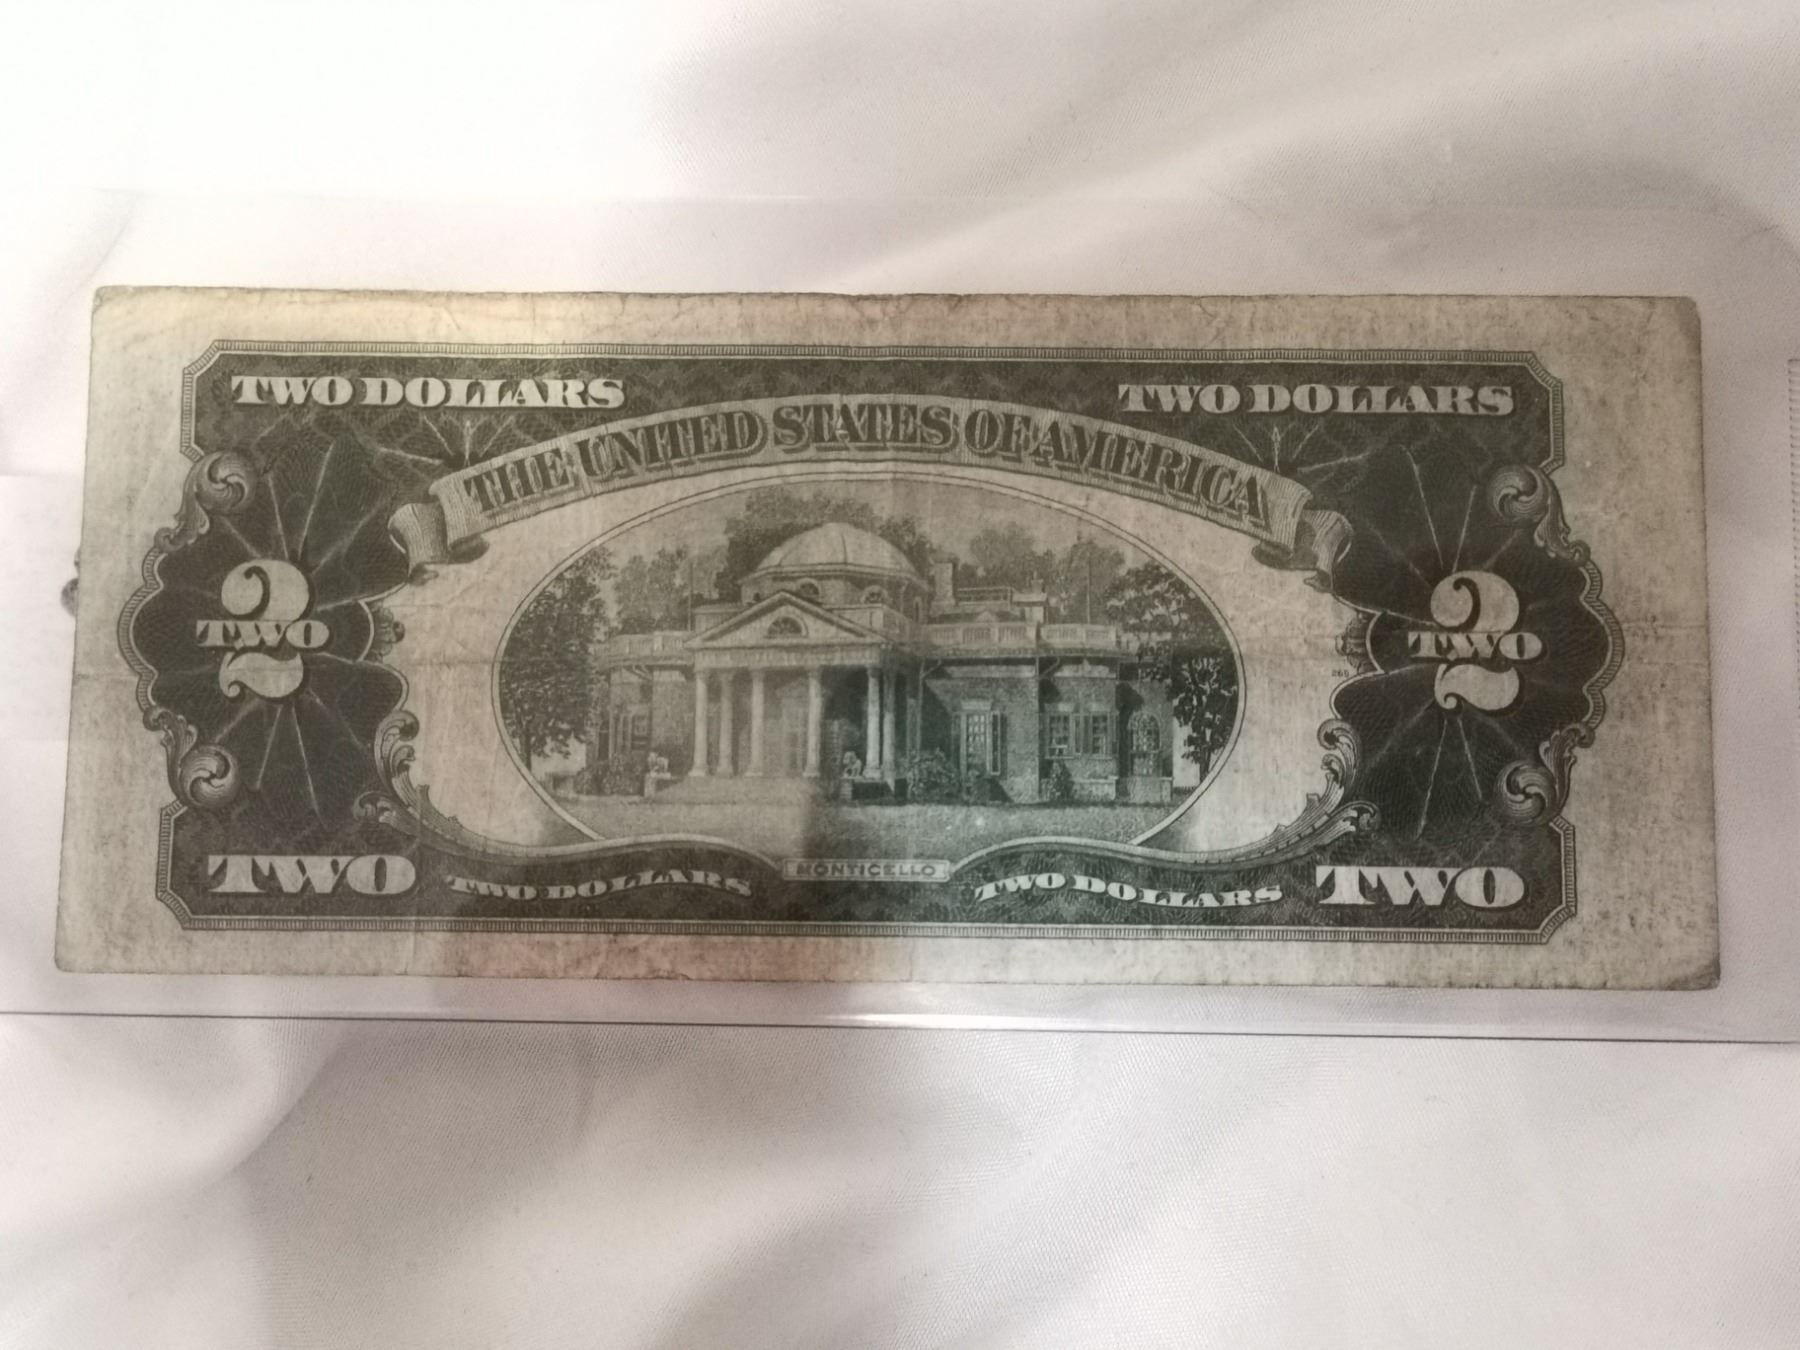 TWO DOLLARS TWO DOLLARS
THE UNITED STATES OF AMERICA
2 2
TWO TWO
TWO TWO DOLLARS MONTICELLO TWO DOLLARS TWO